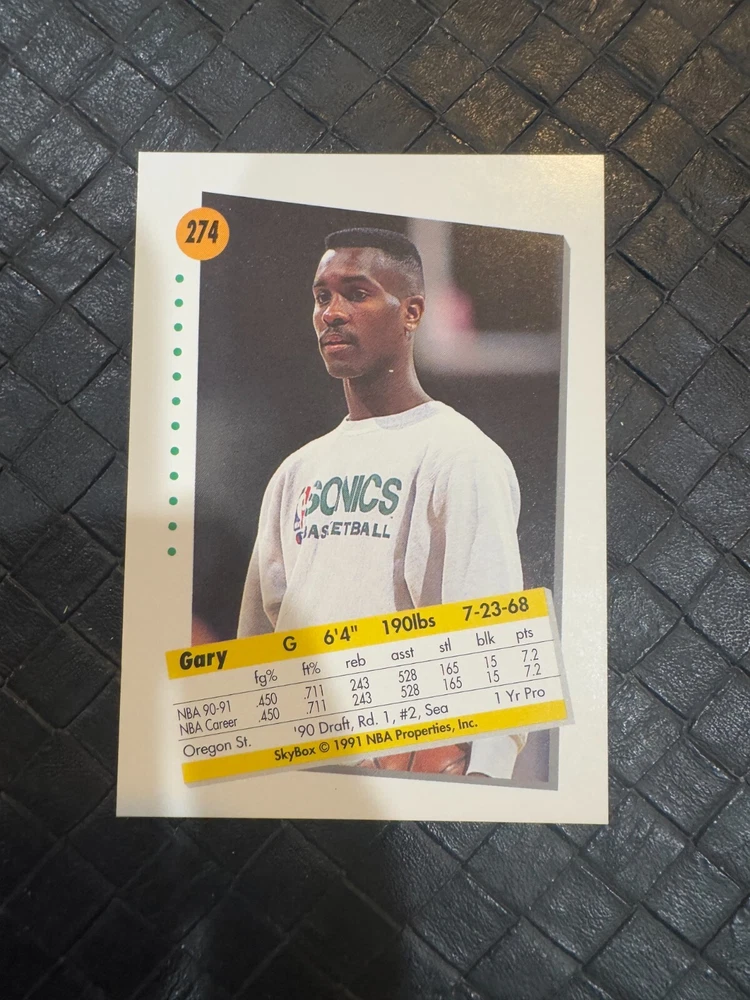 274
SONICS
BASKETBALL
Gary G 6'4" 190lbs 7-23-68
fg% ft% reb asst stl blk pts
NBA 90-91 .450 .711 243 528 165 15 7.2
NBA Career .450 .711 243 528 165 15 7.2
Oregon St. '90 Draft, Rd. 1, #2, Sea 1 Yr Pro
SkyBox © 1991 NBA Properties, Inc.